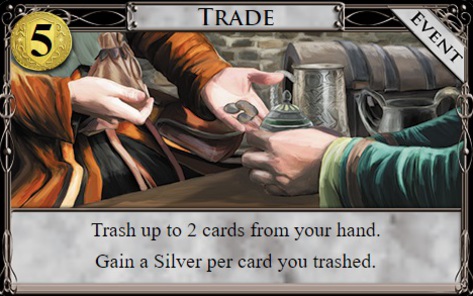 TRADE
5
EVENT
Trash up to 2 cards from your hand.
Gain a Silver per card you trashed.